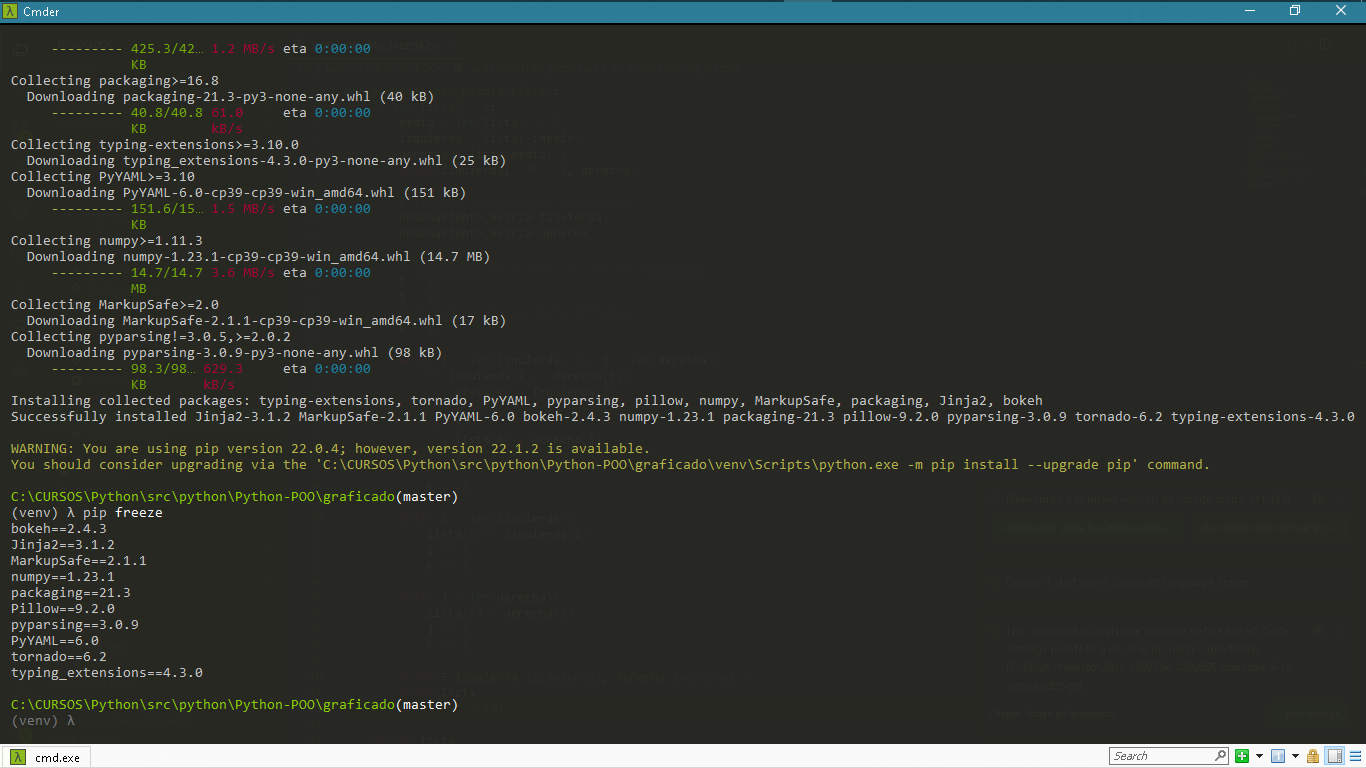 Cmder
--------- 425.3/42… 1.2 MB/s eta 0:00:00
KB
Collecting packaging>=16.8
Downloading packaging-21.3-py3-none-any.whl (40 kB)
--------- 40.8/40.8 61.0 eta 0:00:00
KB kB/s
Collecting typing-extensions>=3.10.0
Downloading typing_extensions-4.3.0-py3-none-any.whl (25 kB)
Collecting PyYAML>=3.10
Downloading PyYAML-6.0-cp39-cp39-win_amd64.whl (151 kB)
--------- 151.6/15… 1.5 MB/s eta 0:00:00
KB
Collecting numpy>=1.11.3
Downloading numpy-1.23.1-cp39-cp39-win_amd64.whl (14.7 MB)
--------- 14.7/14.7 3.6 MB/s eta 0:00:00
MB
Collecting MarkupSafe>=2.0
Downloading MarkupSafe-2.1.1-cp39-cp39-win_amd64.whl (17 kB)
Collecting pyparsing!=3.0.5,>=2.0.2
Downloading pyparsing-3.0.9-py3-none-any.whl (98 kB)
--------- 98.3/98… 629.3 eta 0:00:00
KB kB/s
Installing collected packages: typing-extensions, tornado, PyYAML, pyparsing, pillow, numpy, MarkupSafe, packaging, Jinja2, bokeh
Successfully installed Jinja2-3.1.2 MarkupSafe-2.1.1 PyYAML-6.0 bokeh-2.4.3 numpy-1.23.1 packaging-21.3 pillow-9.2.0 pyparsing-3.0.9 tornado-6.2 typing-extensions-4.3.0
WARNING: You are using pip version 22.0.4; however, version 22.1.2 is available.
You should consider upgrading via the 'C:\CURSOS\Python\src\python\Python-POO\graficado\venv\Scripts\python.exe -m pip install --upgrade pip' command.
C:\CURSOS\Python\src\python\Python-POO\graficado(master)
(venv) λ pip freeze
bokeh==2.4.3
Jinja2==3.1.2
MarkupSafe==2.1.1
numpy==1.23.1
packaging==21.3
Pillow==9.2.0
pyparsing==3.0.9
PyYAML==6.0
tornado==6.2
typing_extensions==4.3.0
C:\CURSOS\Python\src\python\Python-POO\graficado(master)
(venv) λ
cmd.exe
Search